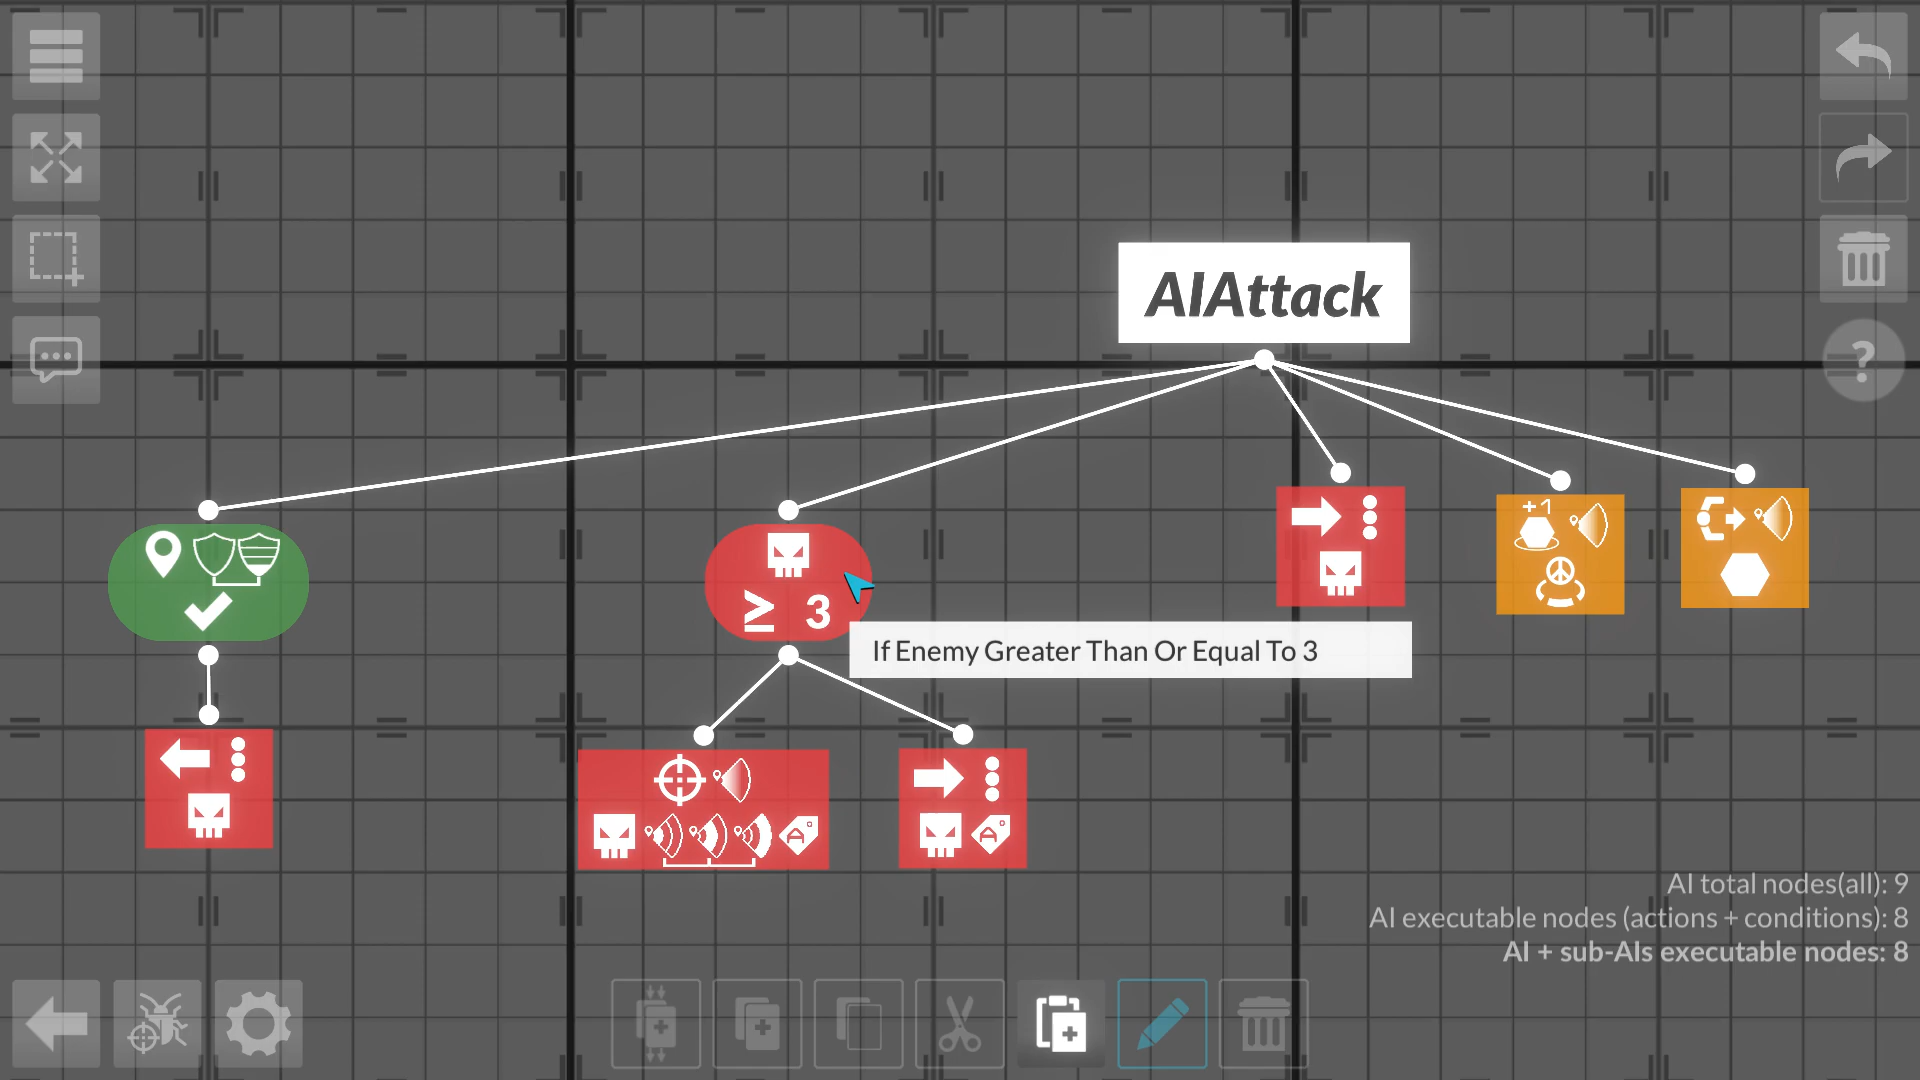 AIAttack
+1
≥ 3
If Enemy Greater Than Or Equal To 3
?
AI total nodes(all): 9
AI executable nodes (actions + conditions): 8
AI + sub-AIs executable nodes: 8